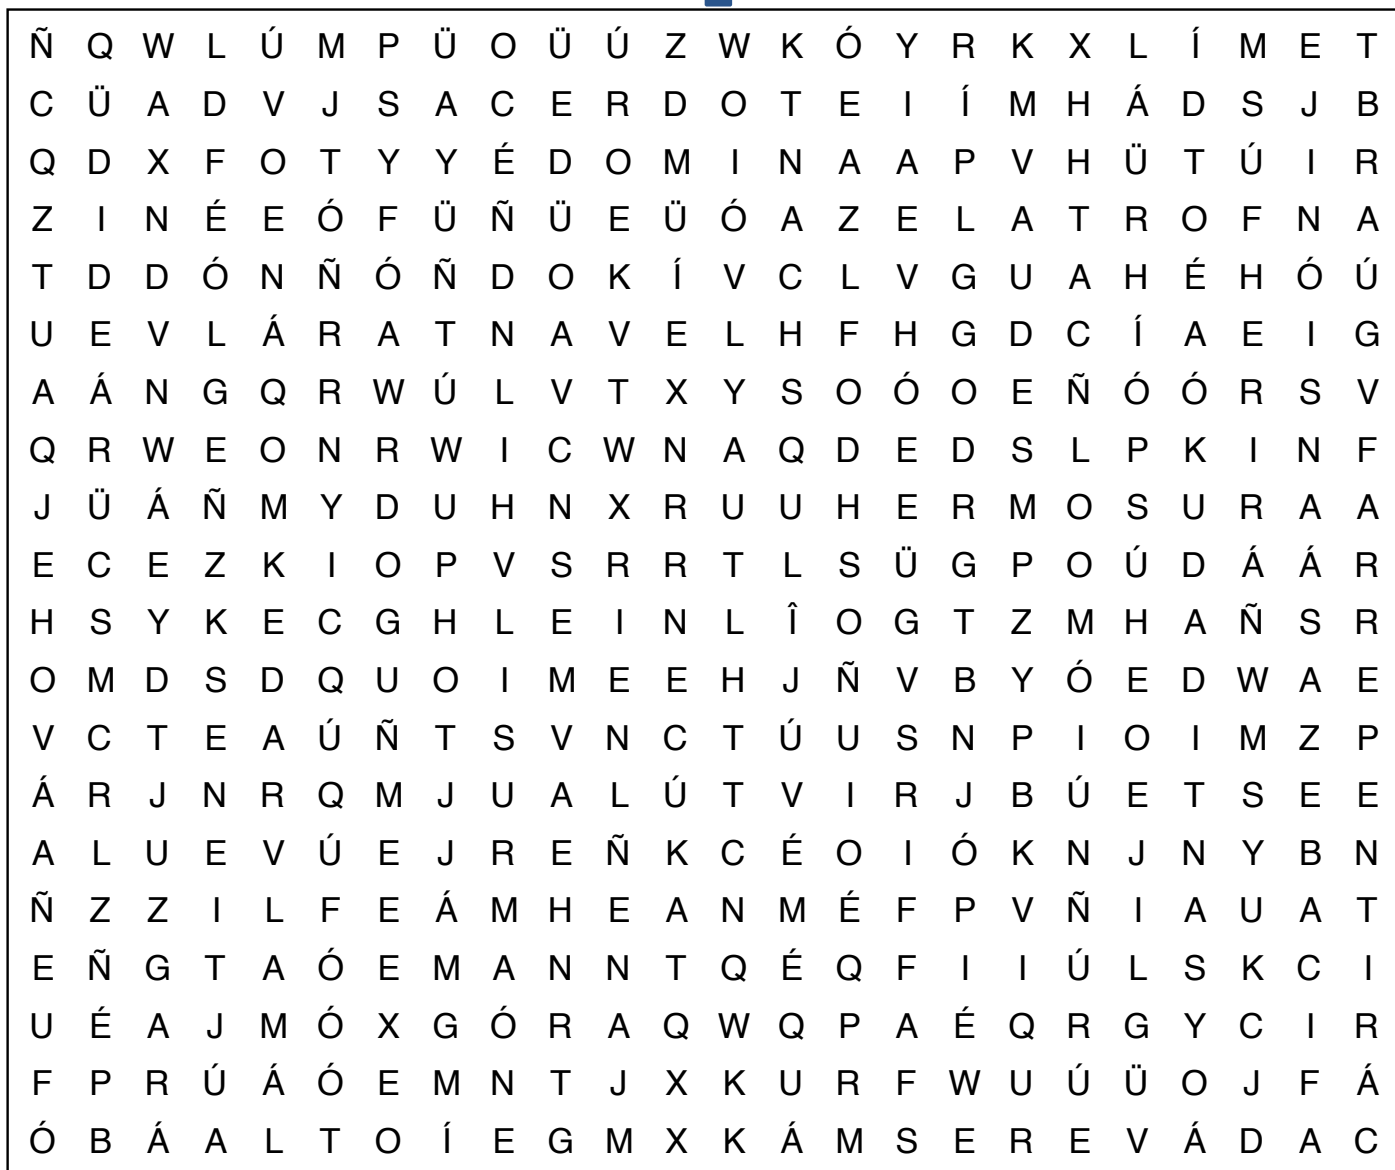 Ñ Q W L Ú M P Ü O Ü Ú Z W K Ó Y R K X L Í M E T
C Ü A D V J S A C E R D O T E I Í M H Á D S J B
Q D X F O T Y Y É D O M I N A A P V H Ü T Ú I R
Z I N É E Ó F Ü Ñ Ü E Ü Ó A Z E L A T R O F N A
T D D Ó N Ñ Ó Ñ D O K Í V C L V G U A H É H Ó Ú
U E V L Á R A T N A V E L H F H G D C Í A E I G
A Á N G Q R W Ú L V T X Y S O Ó O E Ñ Ó Ó R S V
Q R W E O N R W I C W N A Q D E D S L P K I N F
J Ü Á Ñ M Y D U H N X R U U H E R M O S U R A A
E C E Z K I O P V S R R T L S Ü G P O Ú D Á Á R
H S Y K E C G H L E I N L Î O G T Z M H A Ñ S R
O M D S D Q U O I M E E H J Ñ V B Y Ó E D W A E
V C T E A Ú Ñ T S V N C T Ú U S N P I O I M Z P
Á R J N R Q M J U A L Ú T V I R J B Ú E T S E E
A L U E V Ú E J R E Ñ K C É O I Ó K N J N Y B N
Ñ Z Z I L F E Á M H E A N M É F P V Ñ I A U A T
E Ñ G T A Ó E M A N N T Q É Q F I I Ú L S K C I
U É A J M Ó X G Ó R A Q W Q P A É Q R G Y C I R
F P R Ú Á Ó E M N T J X K U R F W U Ú Ü O J F Á
Ó B Á A L T O Í E G M X K Á M S E R E V Á D A C